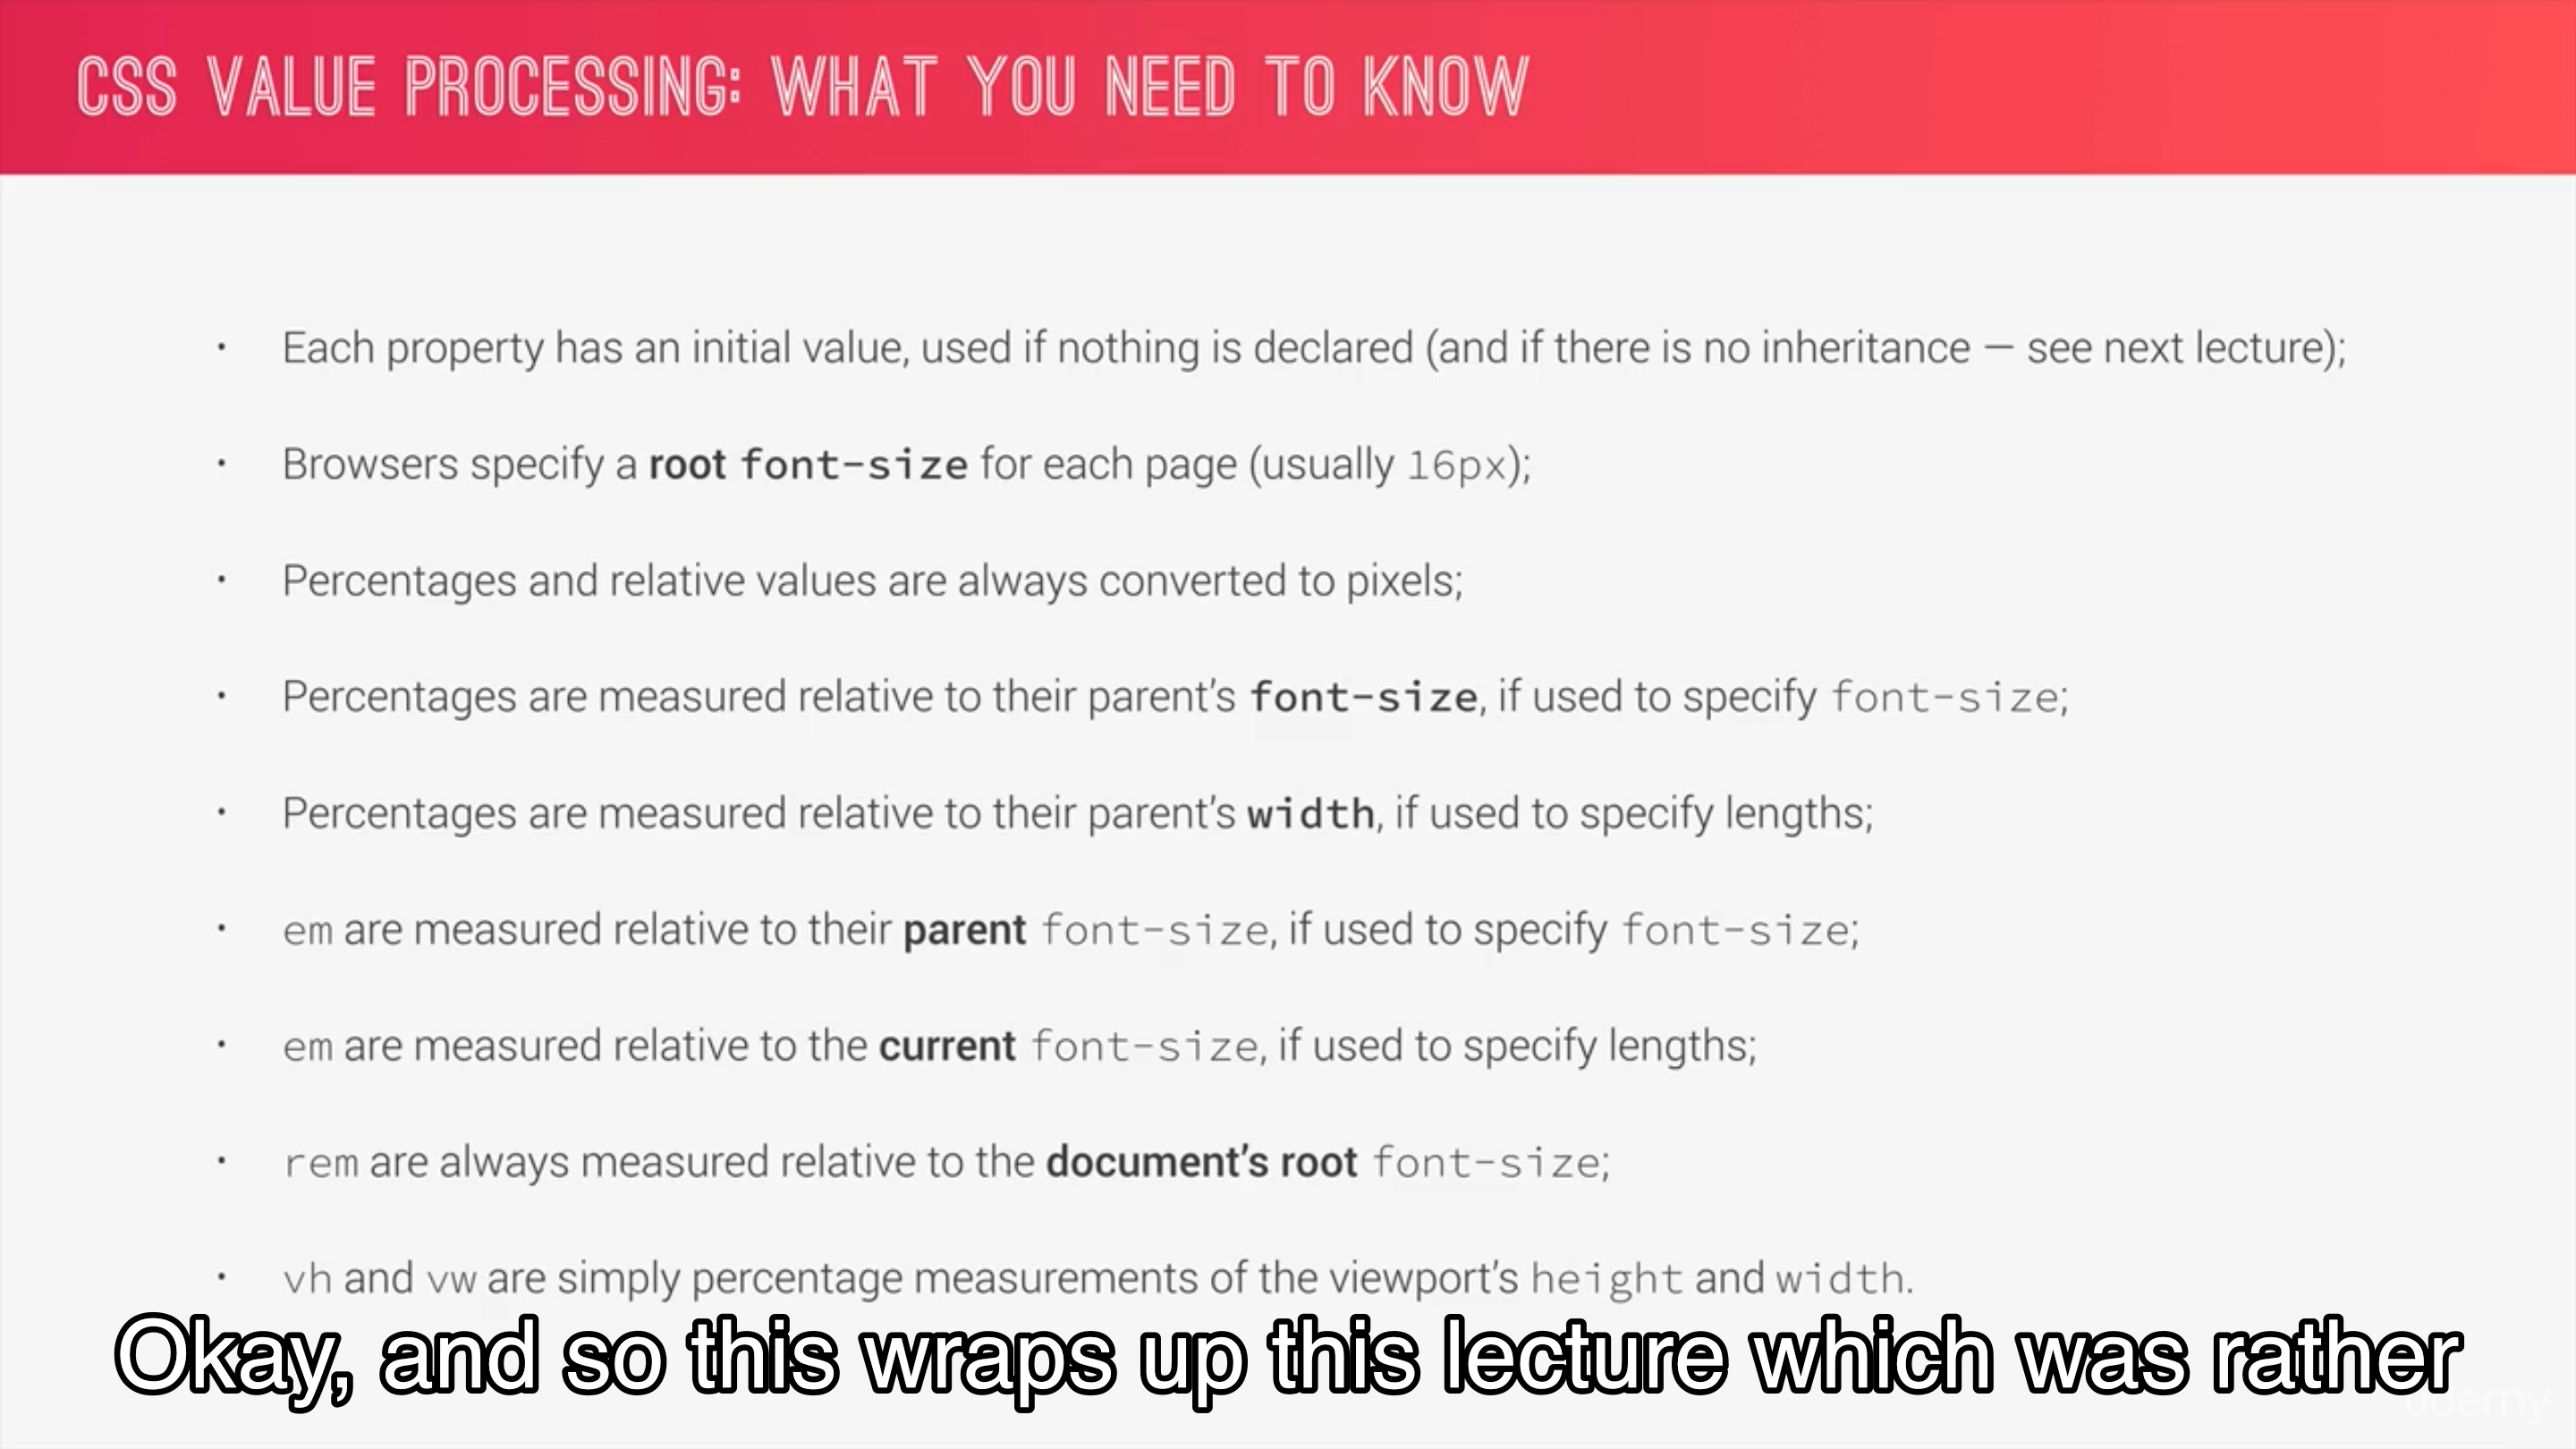 CSS VALUE PROCESSING: WHAT YOU NEED TO KNOW
• Each property has an initial value, used if nothing is declared (and if there is no inheritance — see next lecture);
• Browsers specify a root font-size for each page (usually 16px);
• Percentages and relative values are always converted to pixels;
• Percentages are measured relative to their parent’s font-size, if used to specify font-size;
• Percentages are measured relative to their parent’s width, if used to specify lengths;
• em are measured relative to their parent font-size, if used to specify font-size;
• em are measured relative to the current font-size, if used to specify lengths;
• rem are always measured relative to the document’s root font-size;
• vh and vw are simply percentage measurements of the viewport’s height and width.
Okay, and so this wraps up this lecture which was rather
udemy